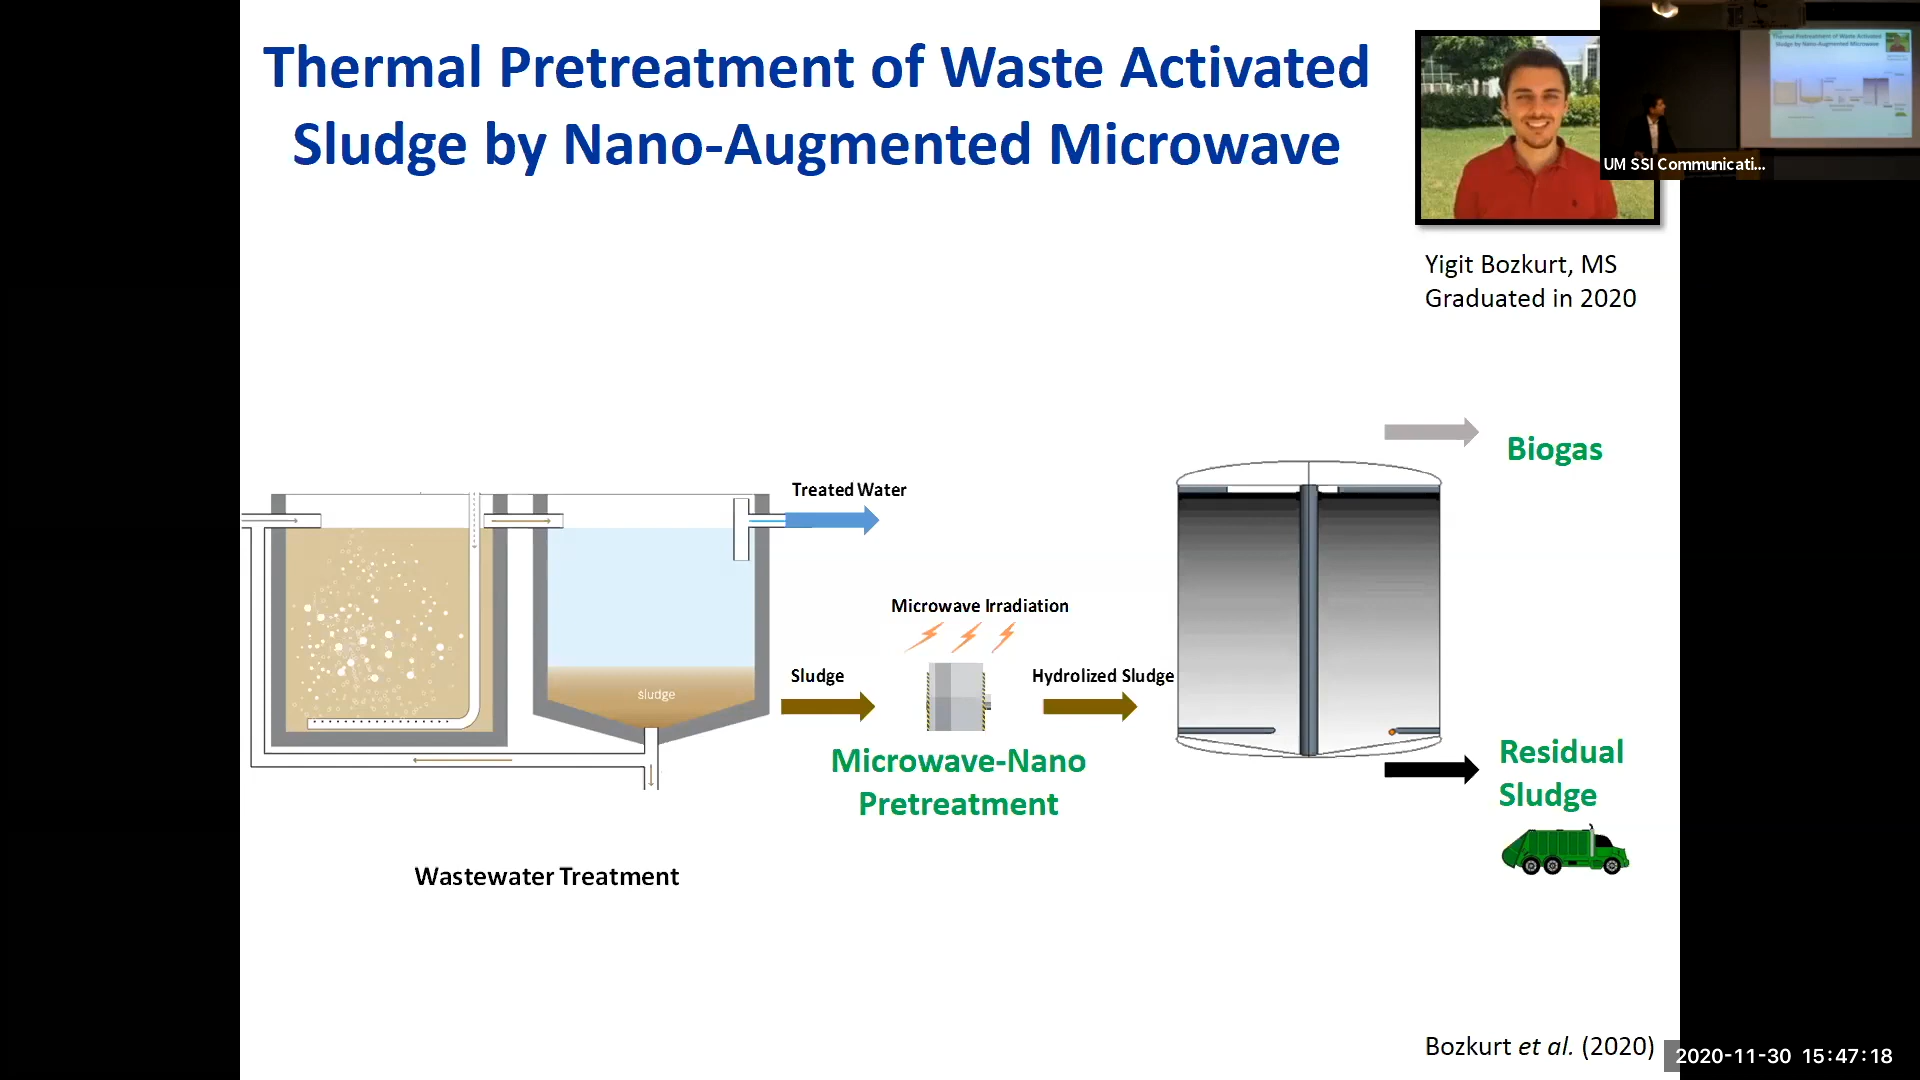 Thermal Pretreatment of Waste Activated
Sludge by Nano-Augmented Microwave
UM SSI Communicati...
Yigit Bozkurt, MS
Graduated in 2020
Biogas
Treated Water
Microwave Irradiation
Sludge
Hydrolized Sludge
sludge
Microwave-Nano
Pretreatment
Residual
Sludge
Wastewater Treatment
Bozkurt et al. (2020)
2020-11-30 15:47:18